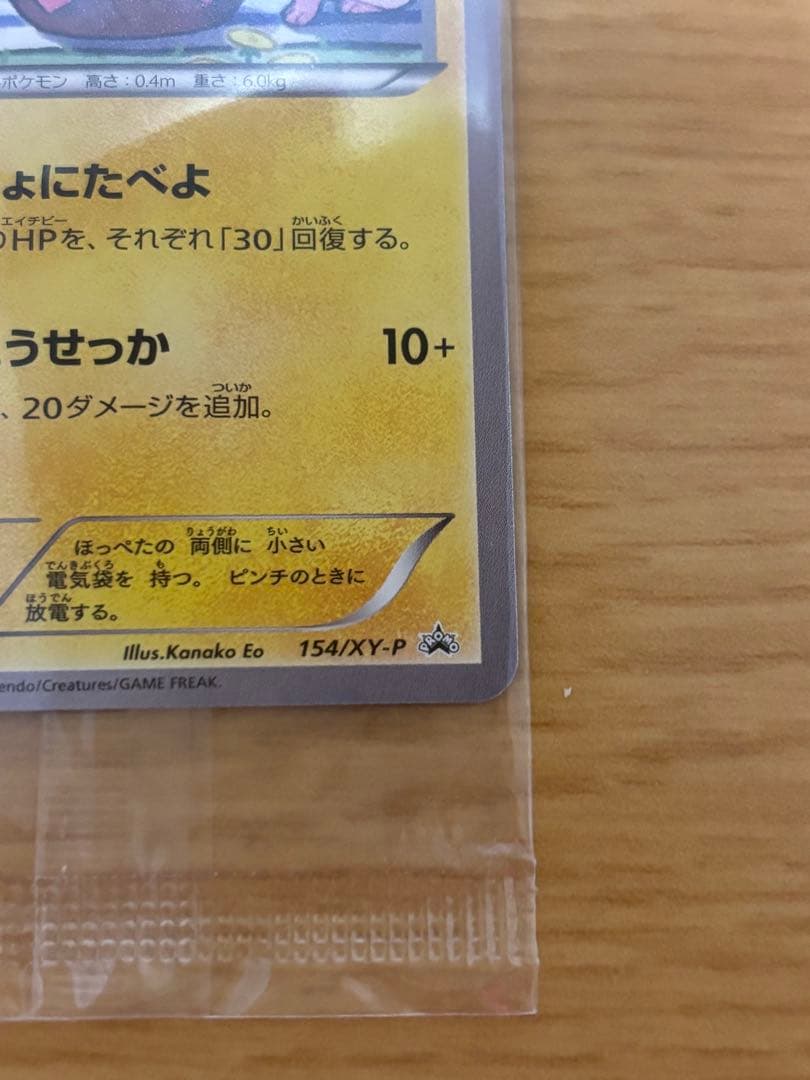 ポケモン 高さ:0.4m 重さ:6.0kg
ょにたべよ
エイチピー かいふく
HPを、それぞれ「30」回復する。
うせっか 10+
ついか
、20ダメージを追加。
りょうがわ ちい
ほっぺたの 両側に 小さい
でんきぶくろ も
電気袋を 持つ。 ピンチのときに
ほうでん
放電する。
Illus.Kanako Eo 154/XY-P PROMO
endo/Creatures/GAME FREAK.